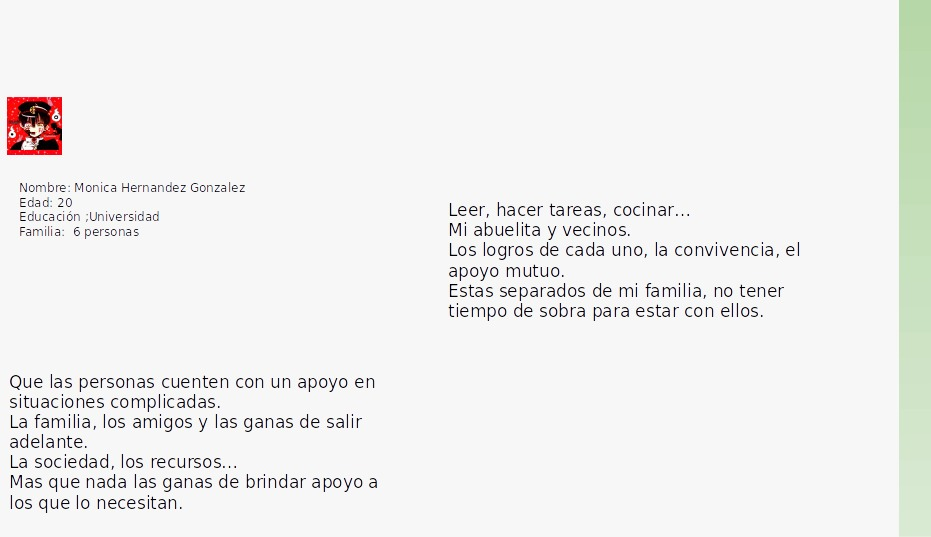 Nombre: Monica Hernandez Gonzalez
Edad: 20
Educación ;Universidad
Familia:  6 personas
Leer, hacer tareas, cocinar...
Mi abuelita y vecinos.
Los logros de cada uno, la convivencia, el
apoyo mutuo.
Estas separados de mi familia, no tener
tiempo de sobra para estar con ellos.
Que las personas cuenten con un apoyo en
situaciones complicadas.
La familia, los amigos y las ganas de salir
adelante.
La sociedad, los recursos...
Mas que nada las ganas de brindar apoyo a
los que lo necesitan.